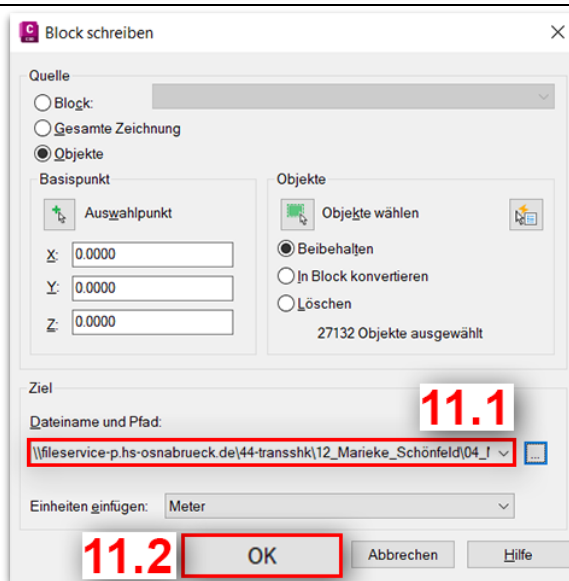 Block schreiben
Quelle
Block:
Gesamte Zeichnung
Objekte
Basispunkt
Auswahlpunkt
X: 0.0000
Y: 0.0000
Z: 0.0000
Objekte
Objekte wählen
Beibehalten
In Block konvertieren
Löschen
27132 Objekte ausgewählt
Ziel
11.1
Dateiname und Pfad:
\\fileservice-p.hs-osnabrueck.de\44-transshk\12_Marieke_Schönfeld\04_
...
Einheiten einfügen: Meter
11.2 OK Abbrechen Hilfe